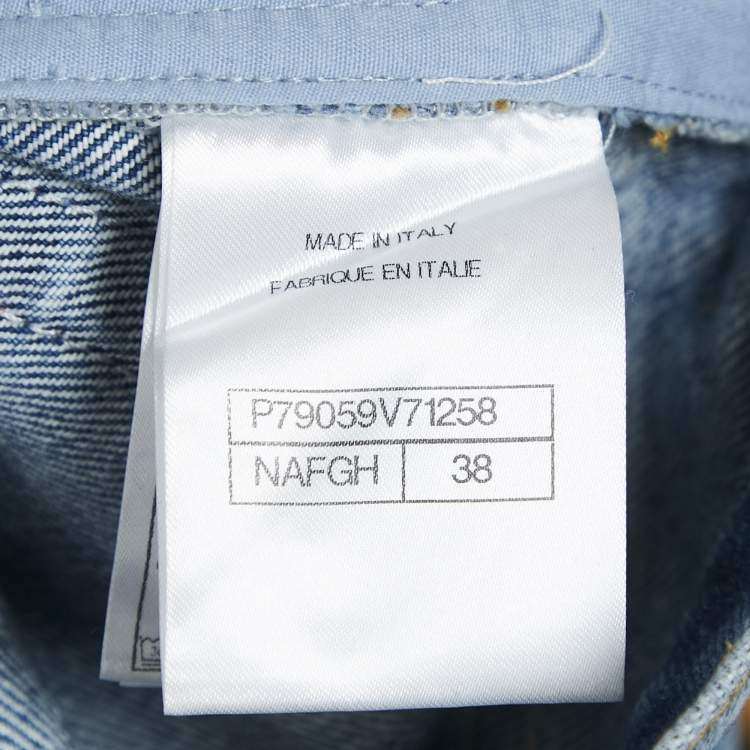 MADE IN ITALY
FABRIQUE EN ITALIE
P79059V71258
NAFGH 38